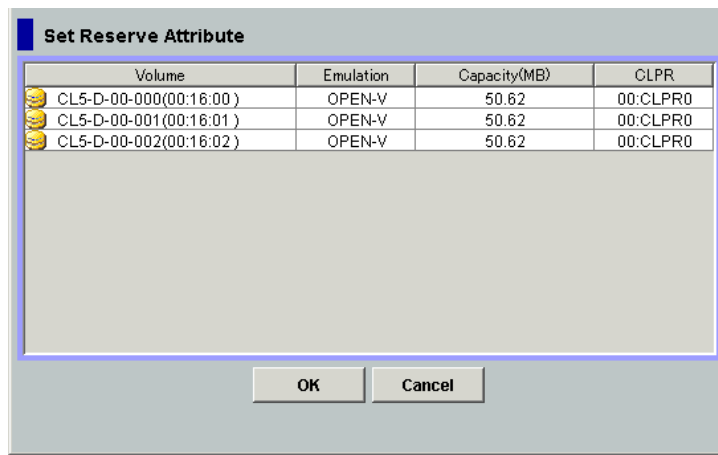 Set Reserve Attribute
Volume Emulation Capacity(MB) CLPR
CL5-D-00-000(00:16:00 ) OPEN-V 50.62 00:CLPR0
CL5-D-00-001(00:16:01 ) OPEN-V 50.62 00:CLPR0
CL5-D-00-002(00:16:02 ) OPEN-V 50.62 00:CLPR0
OK Cancel